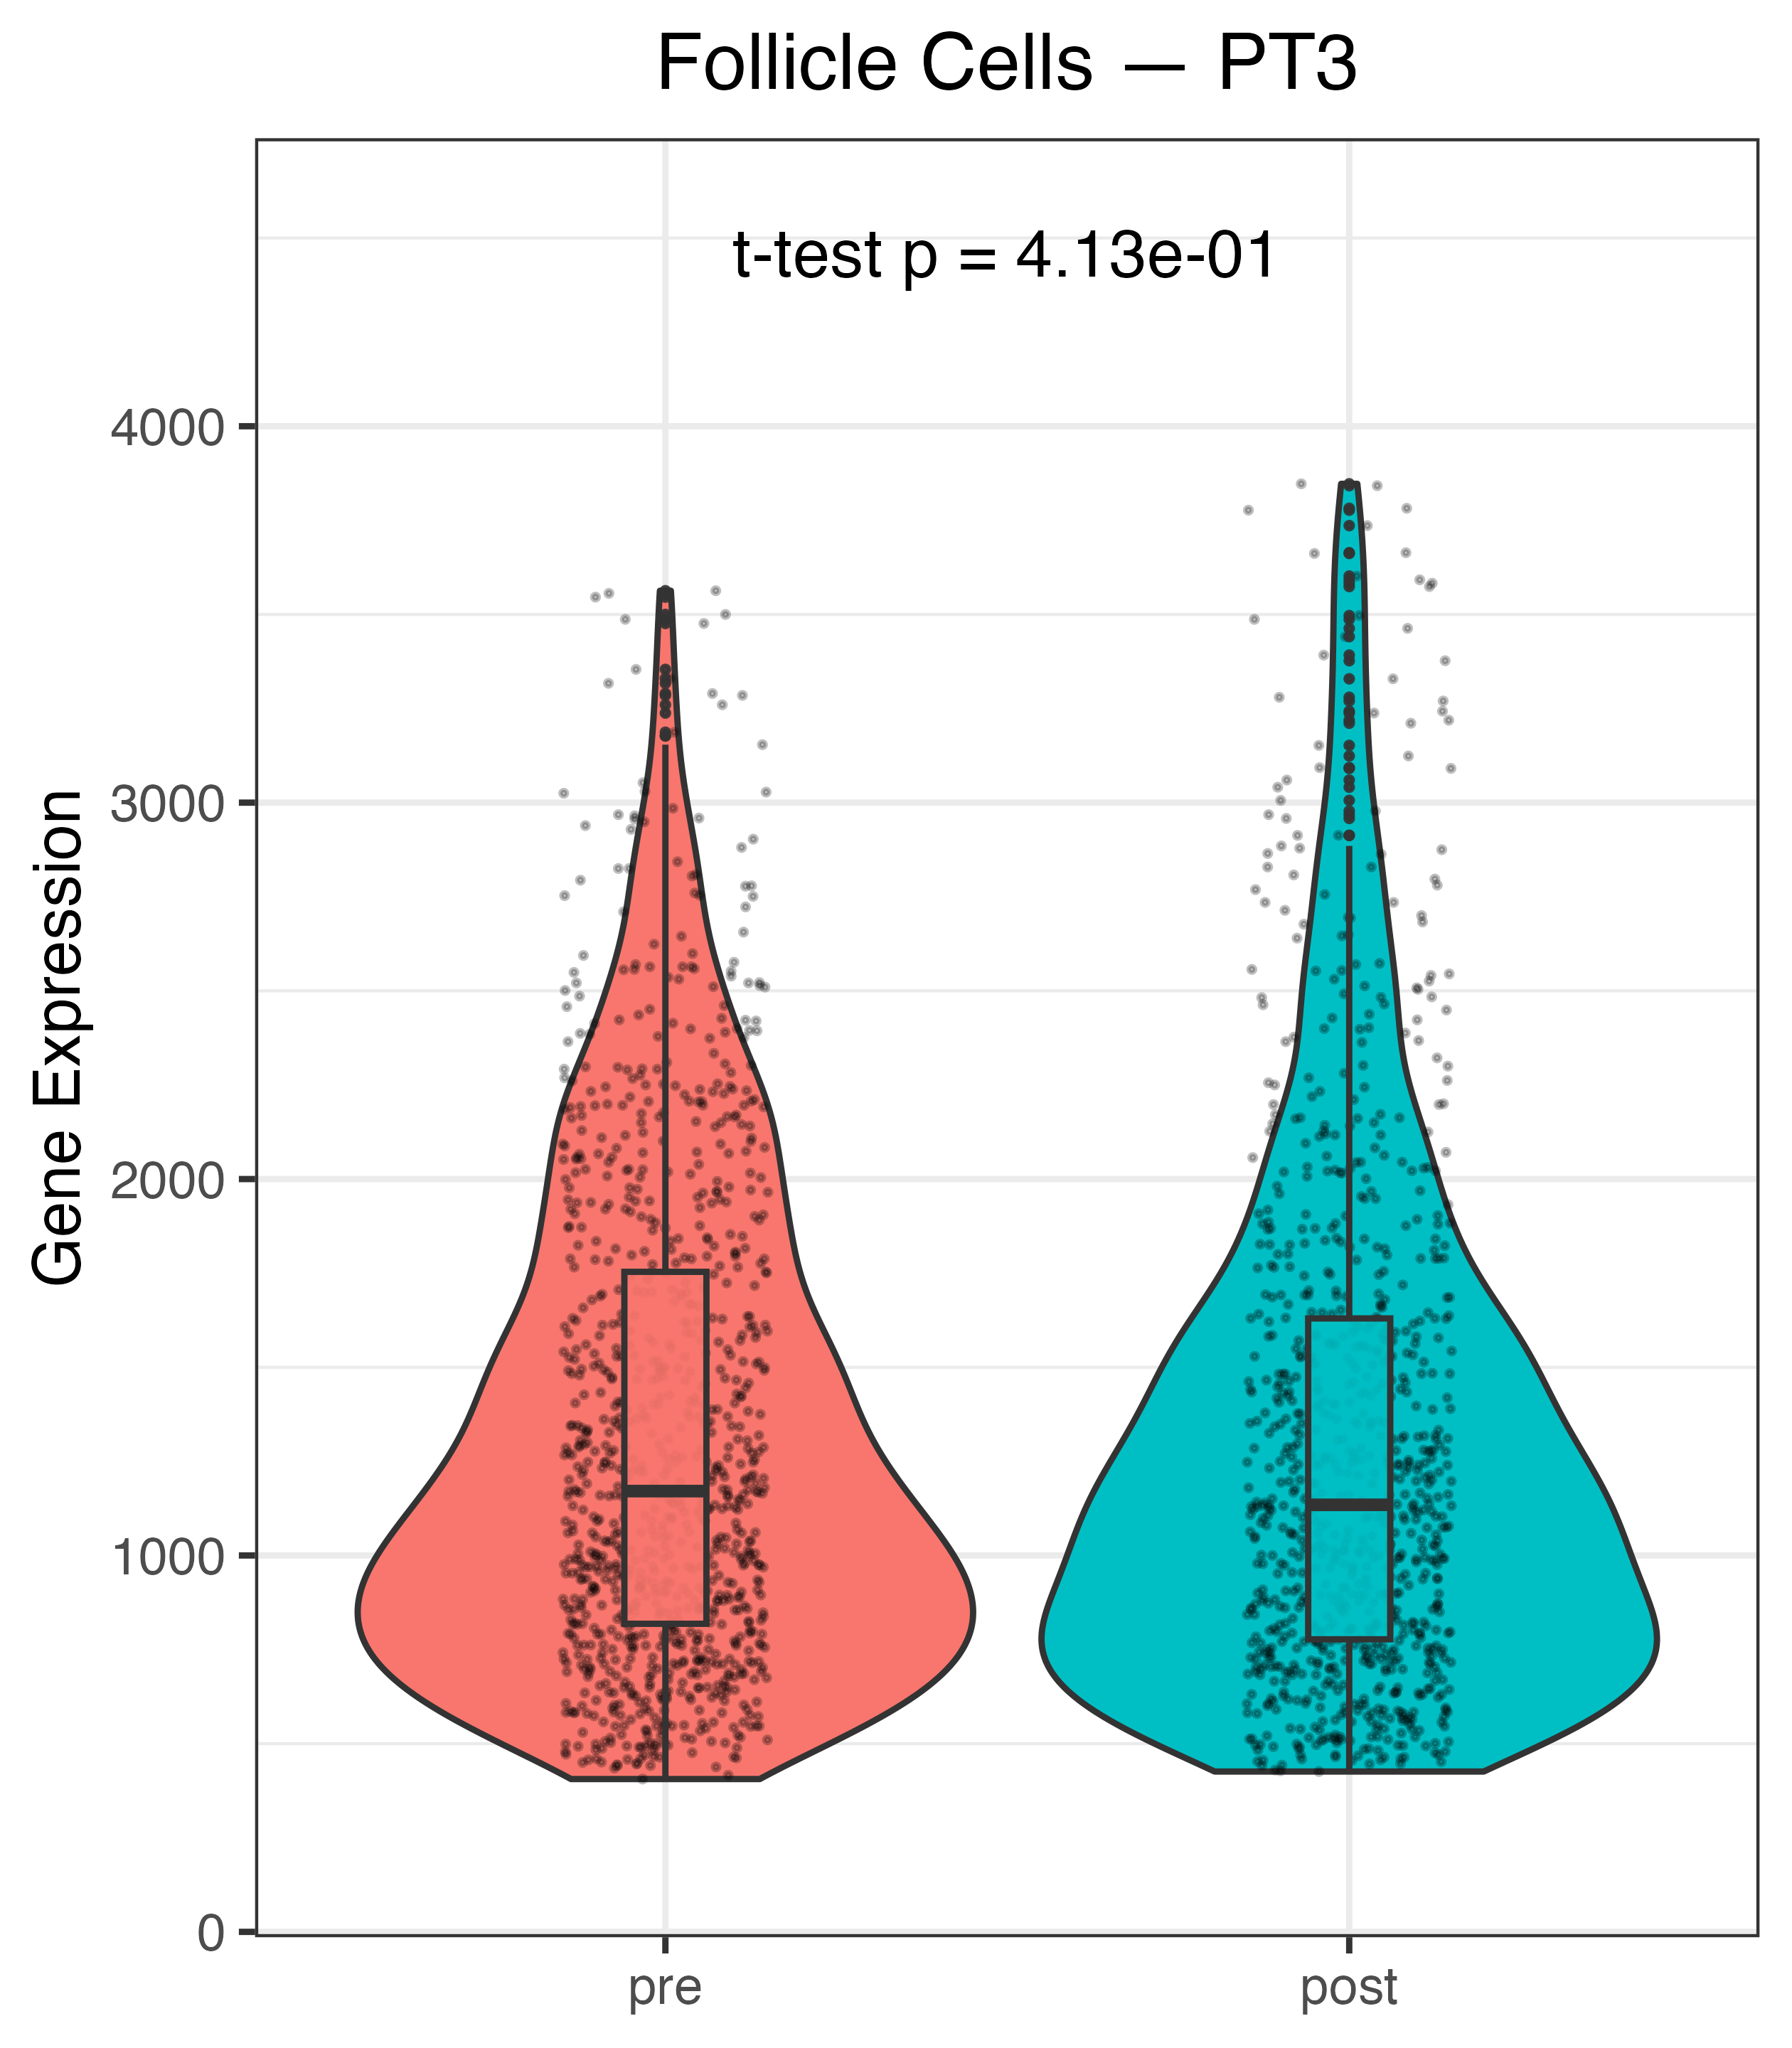 Follicle Cells — PT3
t-test p = 4.13e-01
Gene Expression
4000
3000
2000
1000
0
pre
post